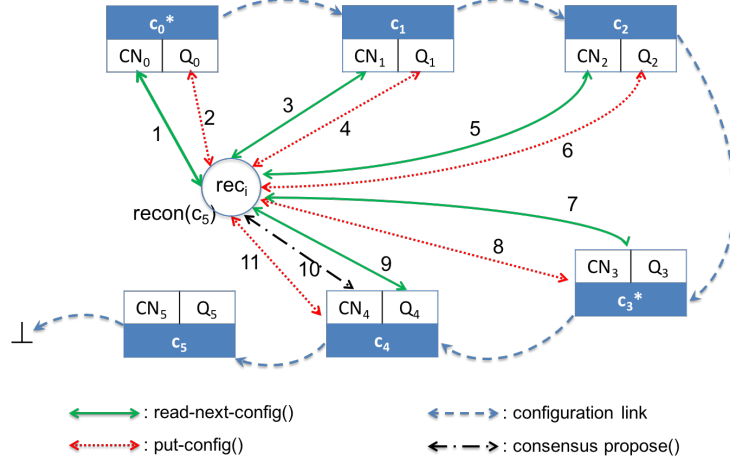 c₀* c₁ c₂
CN₀ Q₀ CN₁ Q₁ CN₂ Q₂
1 2 3 4 5 6
recᵢ
recon(c₅)
7
8
9
10
11
CN₃ Q₃
c₃*
CN₅ Q₅ CN₄ Q₄
⊥ c₅ c₄
: read-next-config() : configuration link
: put-config() : consensus propose()